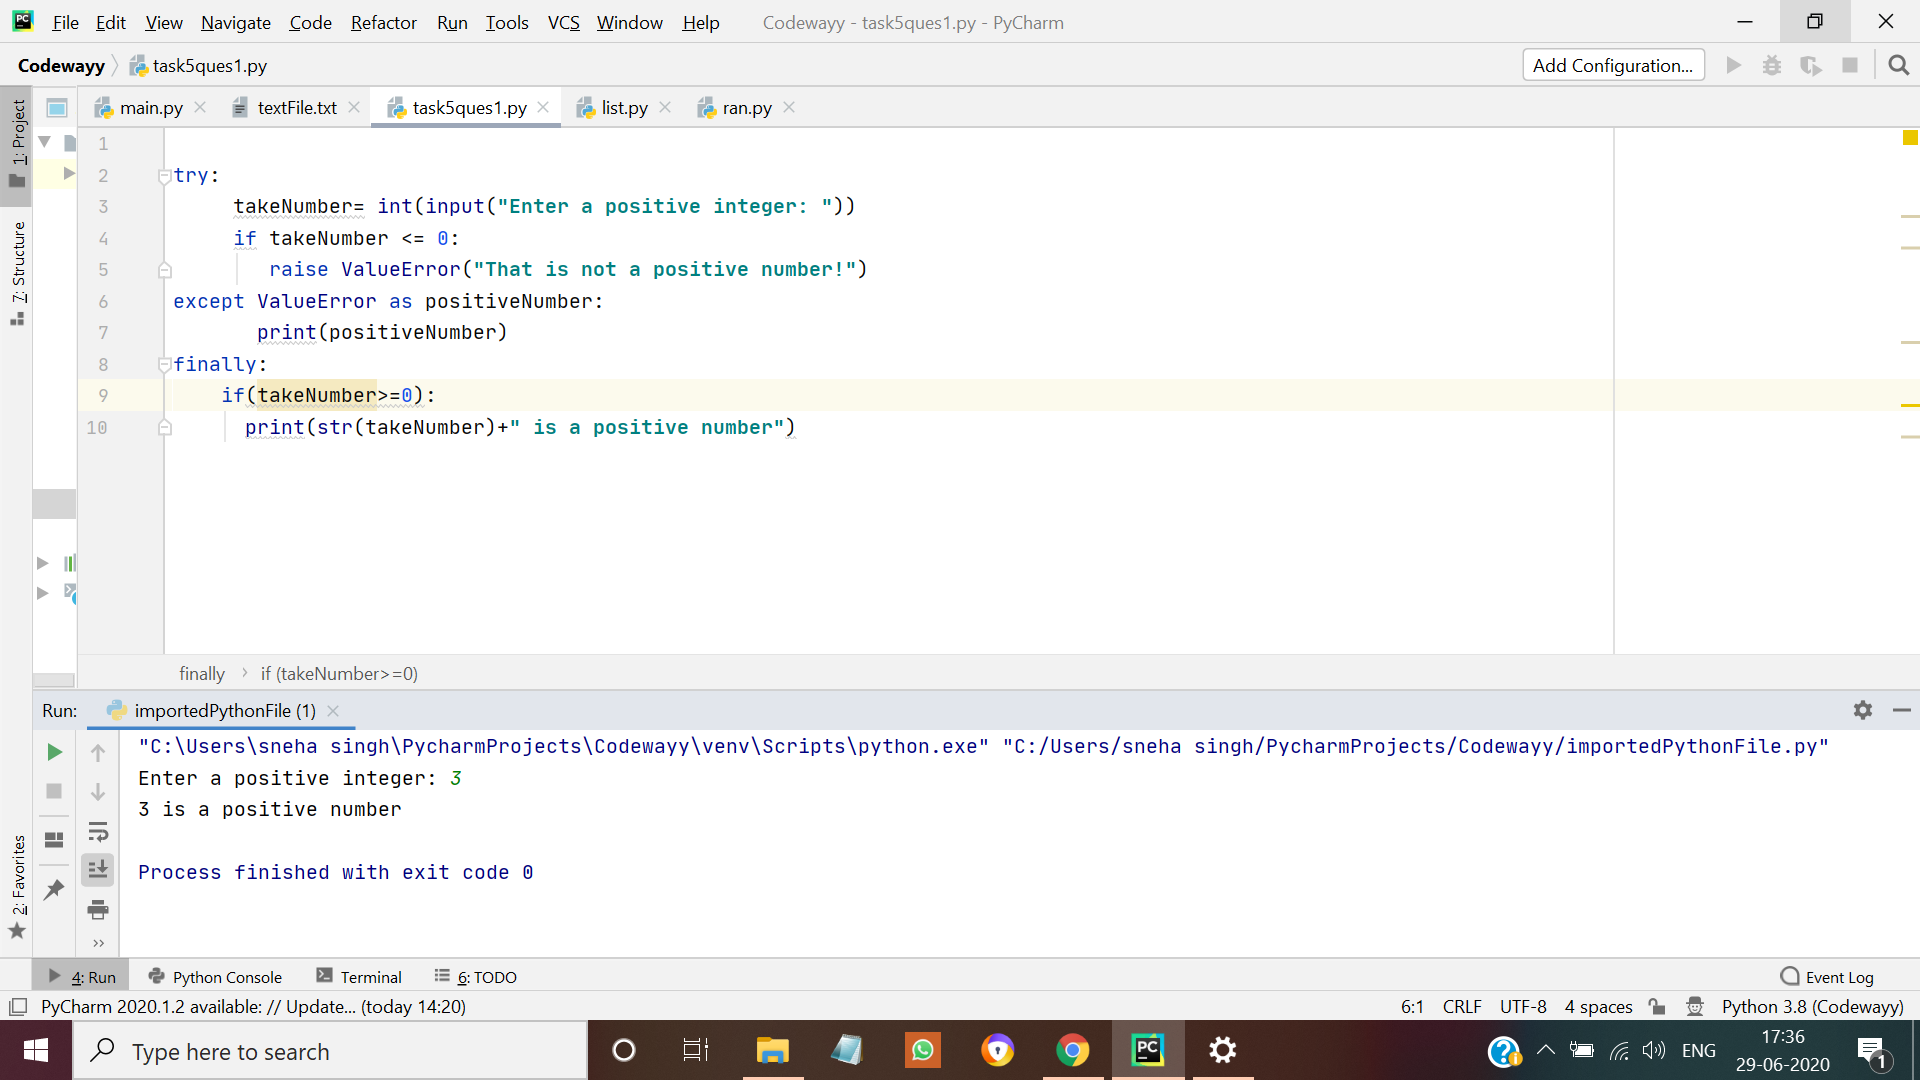 File Edit View Navigate Code Refactor Run Tools VCS Window Help Codewayy - task5ques1.py - PyCharm
Codewayy task5ques1.py Add Configuration...
main.py textFile.txt task5ques1.py list.py ran.py
1: Project
7: Structure
2: Favorites
1
2 try:
3 takeNumber= int(input("Enter a positive integer: "))
4 if takeNumber <= 0:
5 raise ValueError("That is not a positive number!")
6 except ValueError as positiveNumber:
7 print(positiveNumber)
8 finally:
9 if(takeNumber>=0):
10 print(str(takeNumber)+" is a positive number")
finally › if (takeNumber>=0)
Run: importedPythonFile (1)
"C:\Users\sneha singh\PycharmProjects\Codewayy\venv\Scripts\python.exe" "C:/Users/sneha singh/PycharmProjects/Codewayy/importedPythonFile.py"
Enter a positive integer: 3
3 is a positive number
Process finished with exit code 0
4: Run Python Console Terminal 6: TODO Event Log
PyCharm 2020.1.2 available: // Update... (today 14:20) 6:1 CRLF UTF-8 4 spaces Python 3.8 (Codewayy)
Type here to search PC ENG 17:36
29-06-2020 1